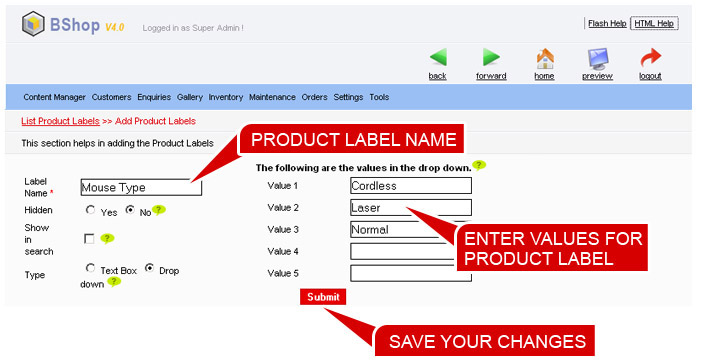 BShop V4.0 Logged in as Super Admin ! Flash Help HTML Help
back forward home preview logout
Content Manager Customers Enquiries Gallery Inventory Maintenance Orders Settings Tools
List Product Labels >> Add Product Labels
PRODUCT LABEL NAME
This section helps in adding the Product Labels
The following are the values in the drop down. ?
Label Name * Mouse Type
Hidden Yes No ?
Show in search ?
Type Text Box Drop down ?
Value 1 Cordless
Value 2 Laser
Value 3 Normal
Value 4
Value 5
ENTER VALUES FOR
PRODUCT LABEL
Submit
SAVE YOUR CHANGES